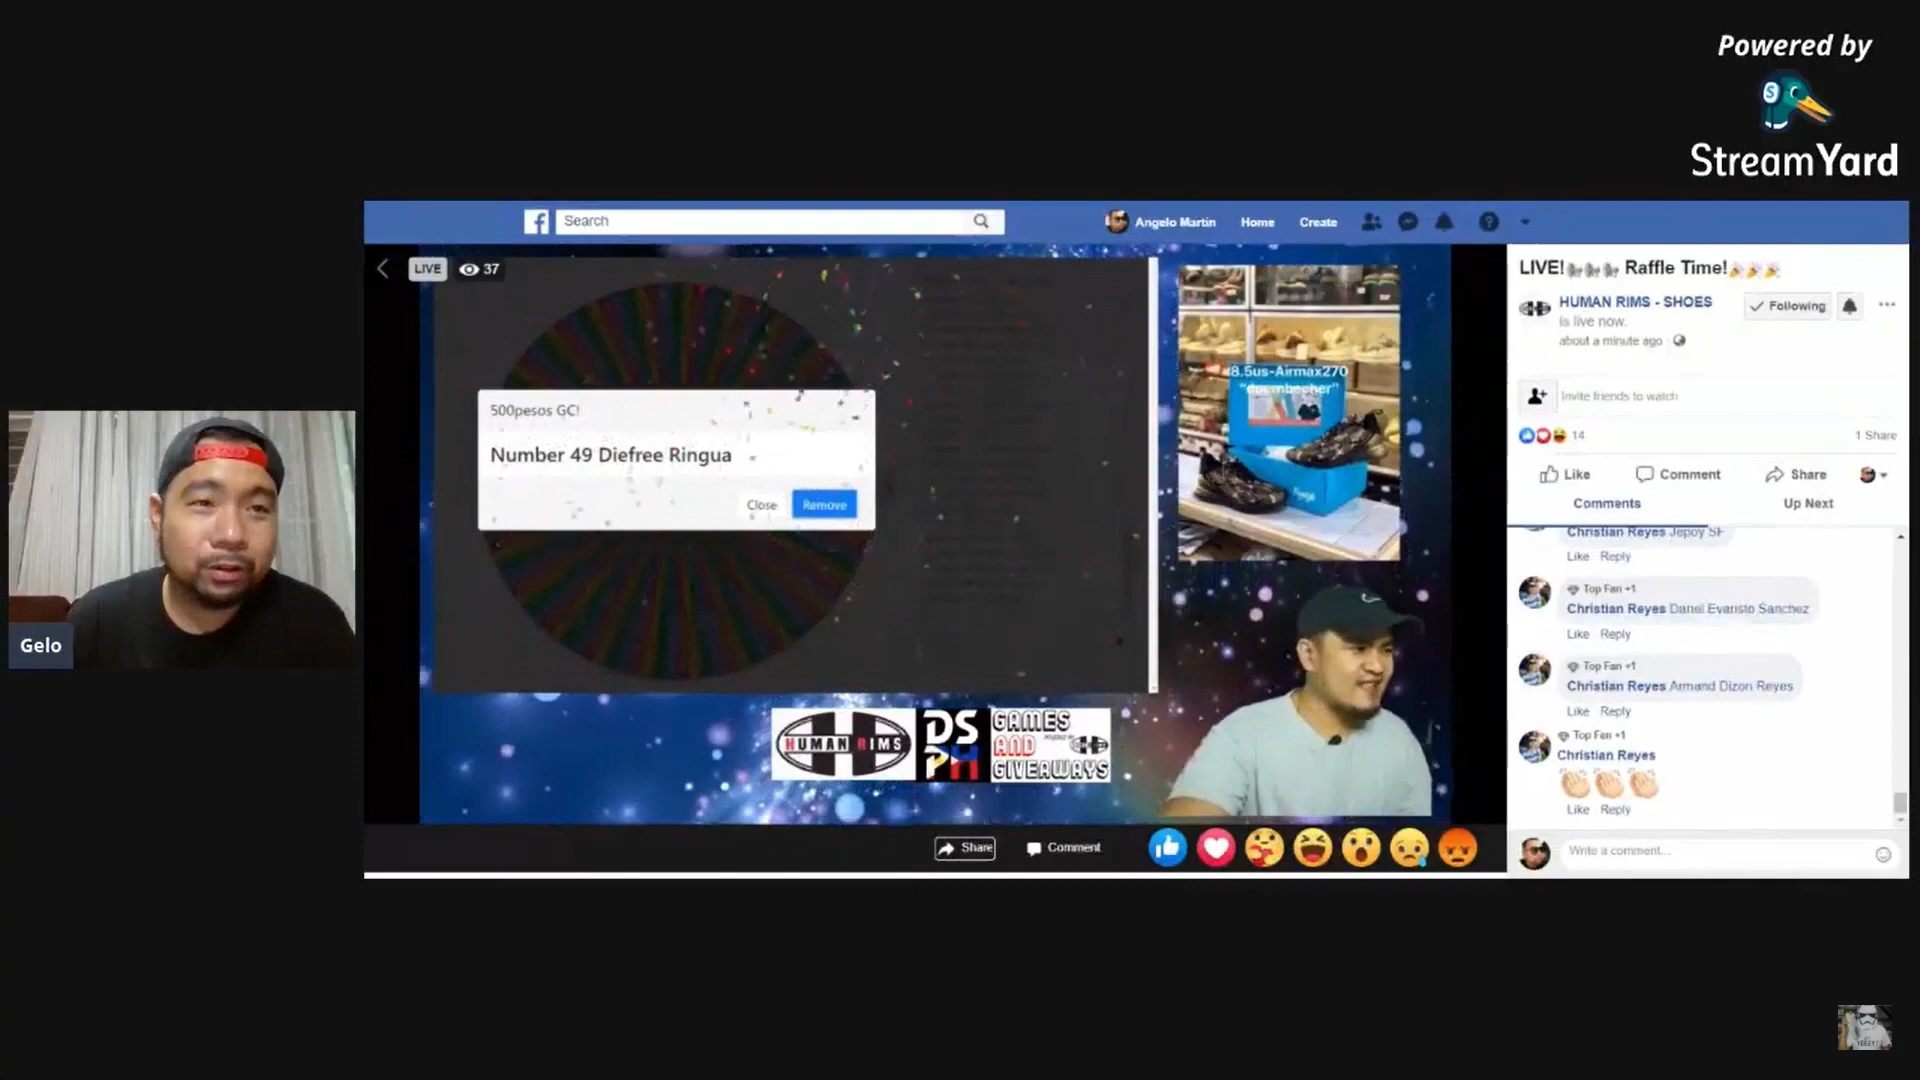 Powered by
StreamYard
Search
Angelo Martin
Home
Create
LIVE
37
500pesos GC!
Number 49 Diefree Ringua
Close
Remove
8.5us-Airmax270
"doernbecher"
HUMAN RIMS
DS
PH
GAMES
AND
GIVEAWAYS
Share
Comment
Gelo
LIVE! Raffle Time!
HUMAN RIMS - SHOES
is live now.
about a minute ago
Following
Invite friends to watch
14
1 Share
Like
Comment
Share
Comments
Up Next
Christian Reyes Jepoy SF
Like Reply
Top Fan +1
Christian Reyes Daniel Evaristo Sanchez
Like Reply
Top Fan +1
Christian Reyes Armand Dizon Reyes
Like Reply
Top Fan +1
Christian Reyes
Like Reply
Write a comment...
YEEZY